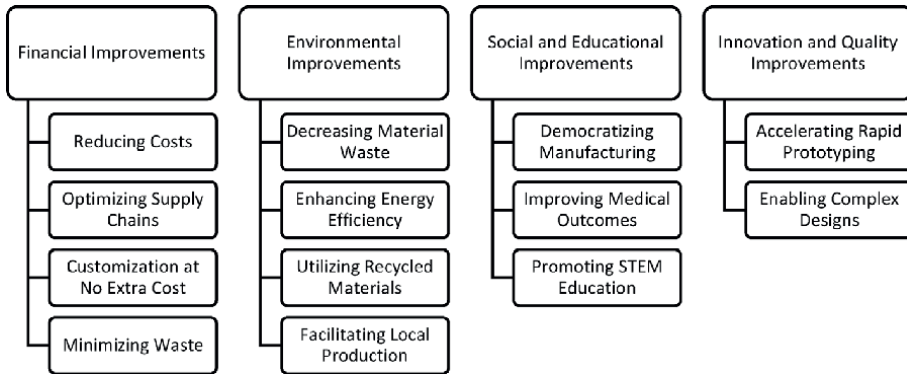 Financial Improvements
Reducing Costs
Optimizing Supply
Chains
Customization at
No Extra Cost
Minimizing Waste
Environmental
Improvements
Decreasing Material
Waste
Enhancing Energy
Efficiency
Utilizing Recycled
Materials
Facilitating Local
Production
Social and Educational
Improvements
Democratizing
Manufacturing
Improving Medical
Outcomes
Promoting STEM
Education
Innovation and Quality
Improvements
Accelerating Rapid
Prototyping
Enabling Complex
Designs